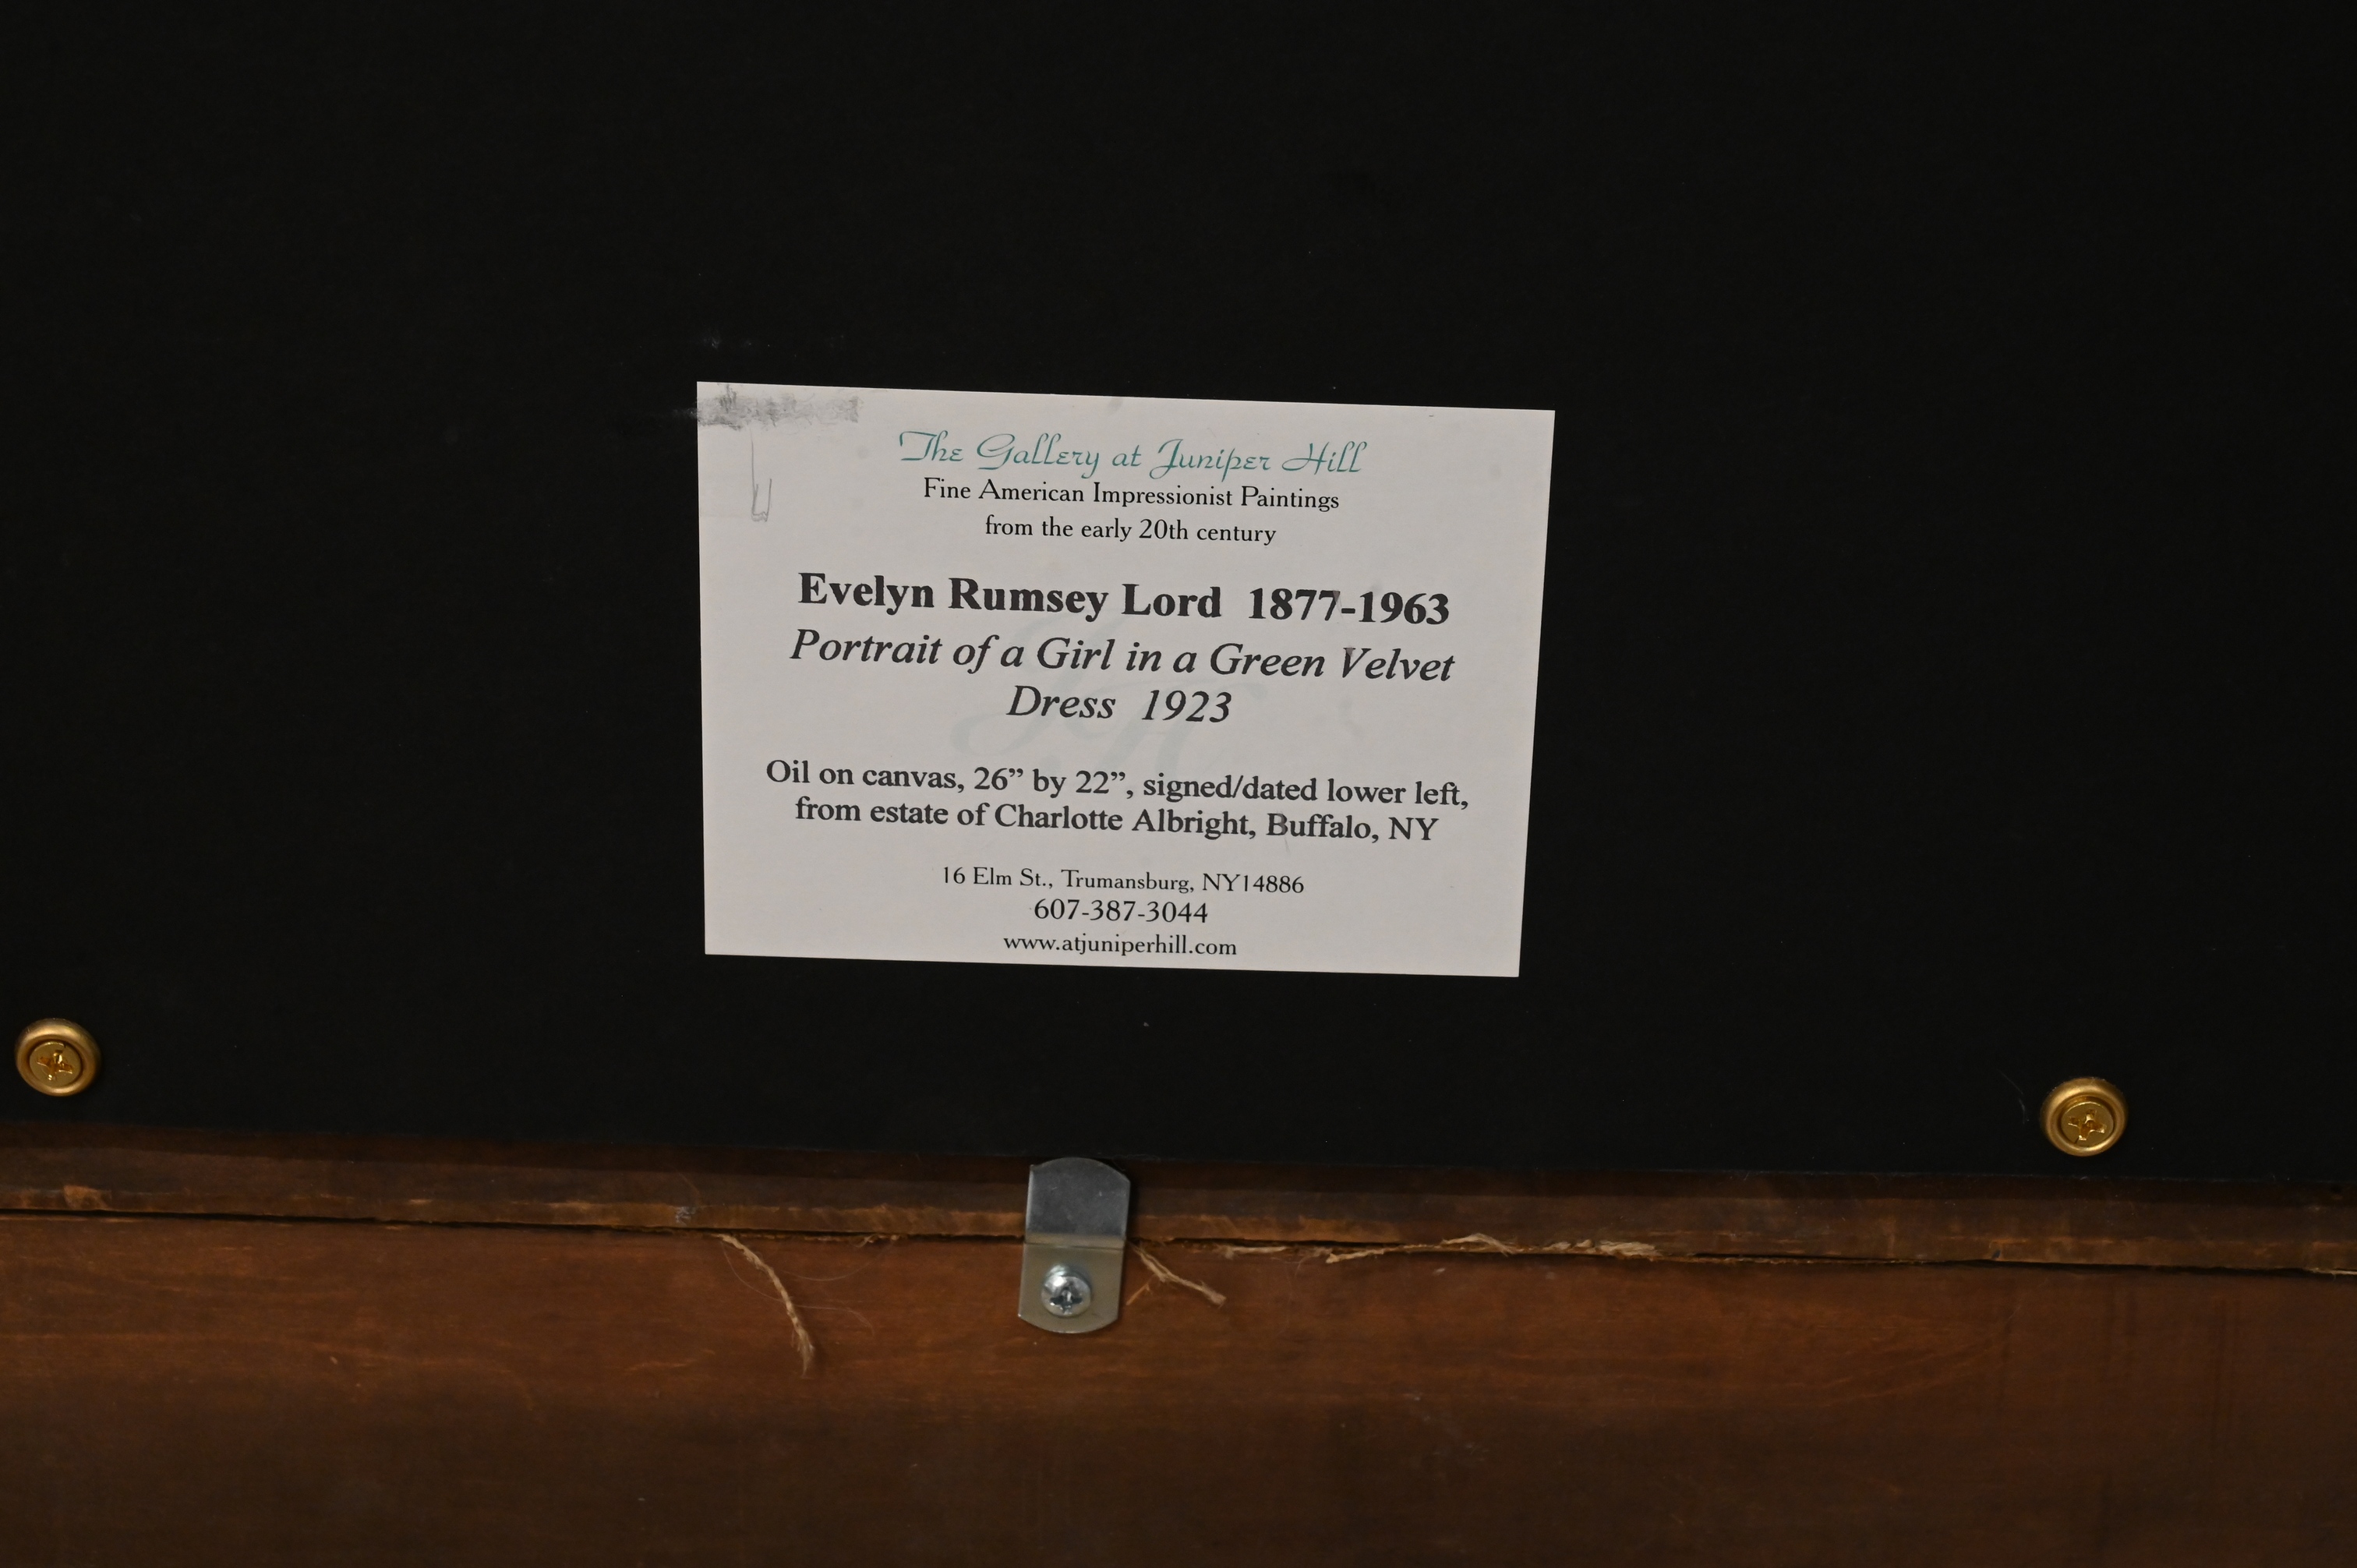 The Gallery at Juniper Hill
Fine American Impressionist Paintings
from the early 20th century
Evelyn Rumsey Lord 1877-1963
Portrait of a Girl in a Green Velvet
Dress 1923
Oil on canvas, 26” by 22”, signed/dated lower left,
from estate of Charlotte Albright, Buffalo, NY
16 Elm St., Trumansburg, NY14886
607-387-3044
www.atjuniperhill.com